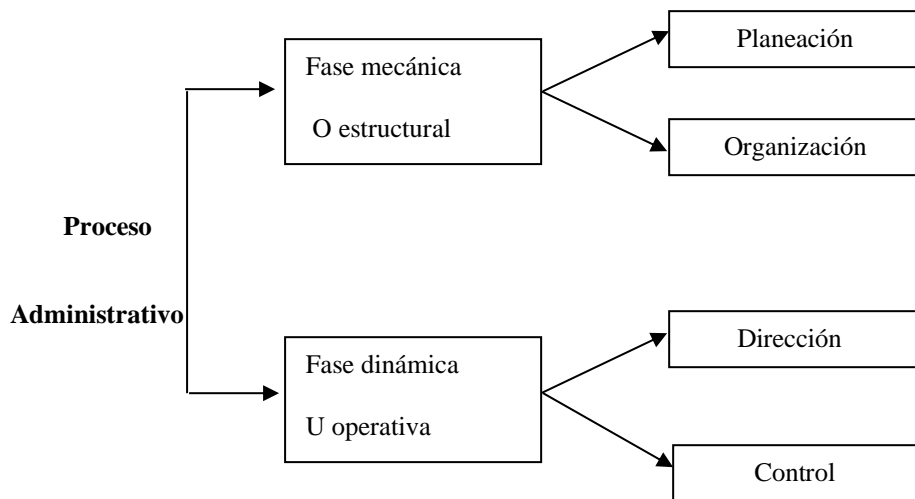 Proceso
Administrativo
Fase mecánica
O estructural
Planeación
Organización
Fase dinámica
U operativa
Dirección
Control